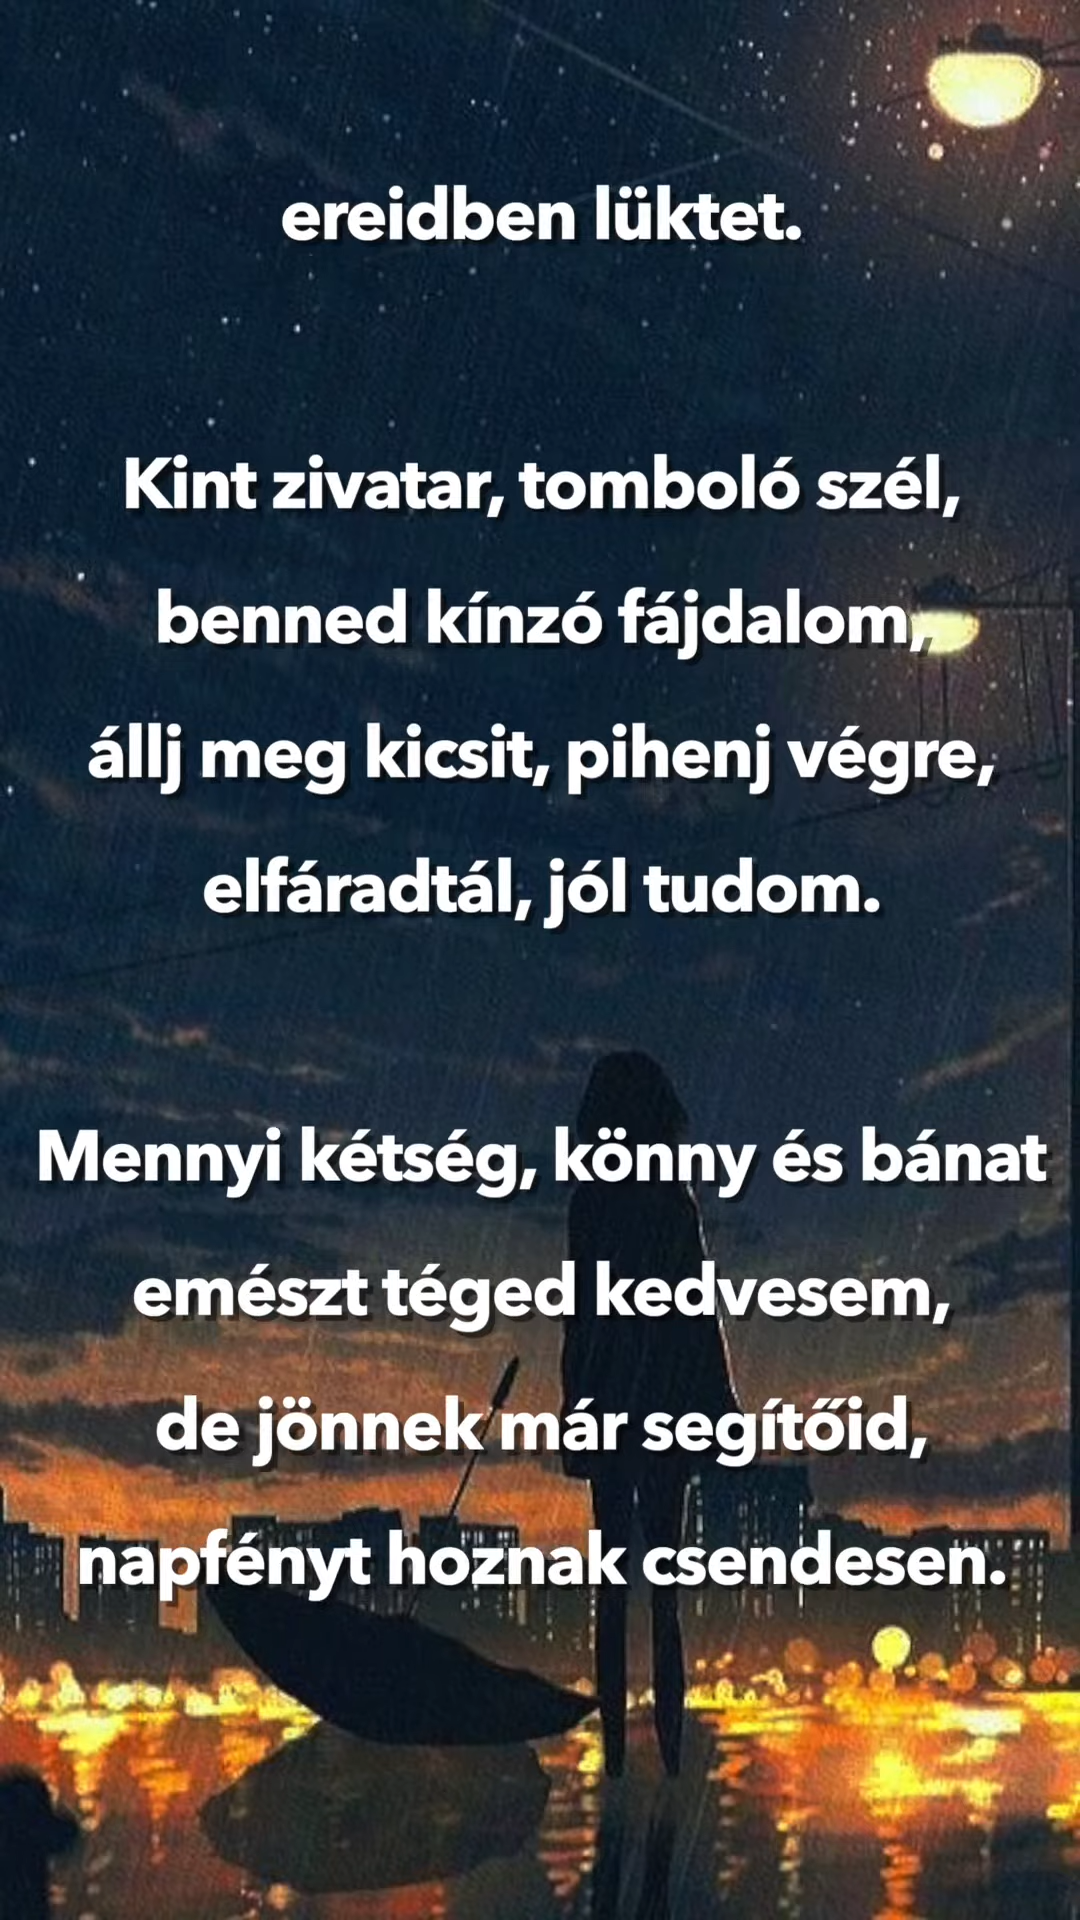 ereidben lüktet.
Kint zivatar, tomboló szél,
benned kínzó fájdalom,
állj meg kicsit, pihenj végre,
elfáradtál, jól tudom.
Mennyi kétség, könny és bánat
emészt téged kedvesem,
de jönnek már segítőid,
napfényt hoznak csendesen.